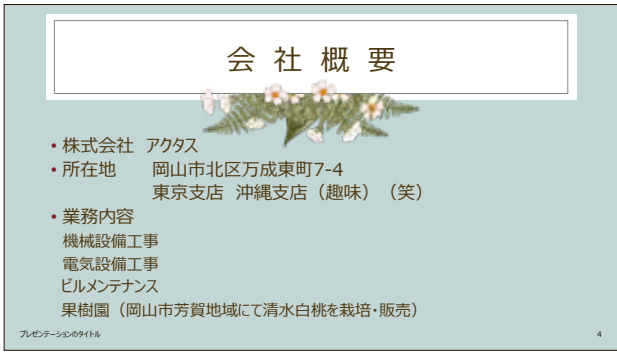 会社概要
• 株式会社 アクタス
• 所在地 岡山市北区万成東町7-4
東京支店 沖縄支店（趣味）（笑）
• 業務内容
機械設備工事
電気設備工事
ビルメンテナンス
果樹園（岡山市芳賀地域にて清水白桃を栽培・販売）
プレゼンテーションのタイトル
4